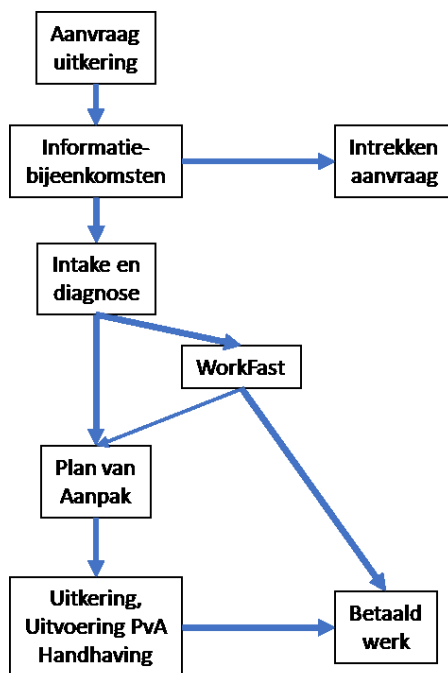 Aanvraag
uitkering
Informatie-
bijeenkomsten
Intrekken
aanvraag
Intake en
diagnose
WorkFast
Plan van
Aanpak
Uitkering,
Uitvoering PvA
Handhaving
Betaald
werk